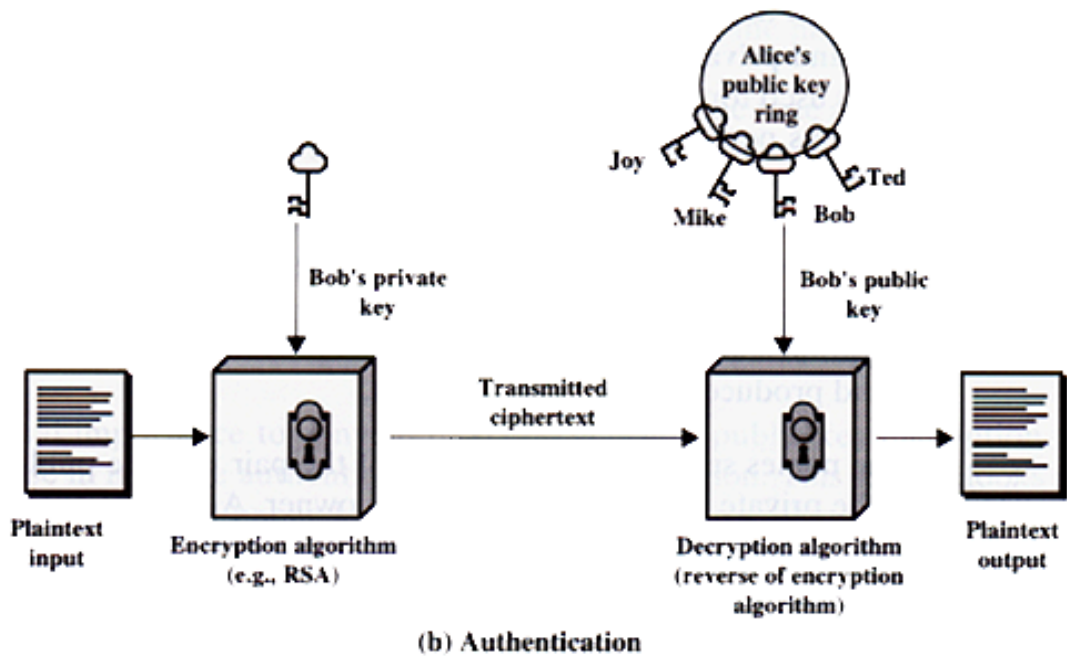 Alice's
public key
ring
Joy
Ted
Mike
Bob
Bob's private
key
Bob's public
key
Transmitted
ciphertext
Plaintext
input
Encryption algorithm
(e.g., RSA)
Decryption algorithm
(reverse of encryption
algorithm)
Plaintext
output
(b) Authentication